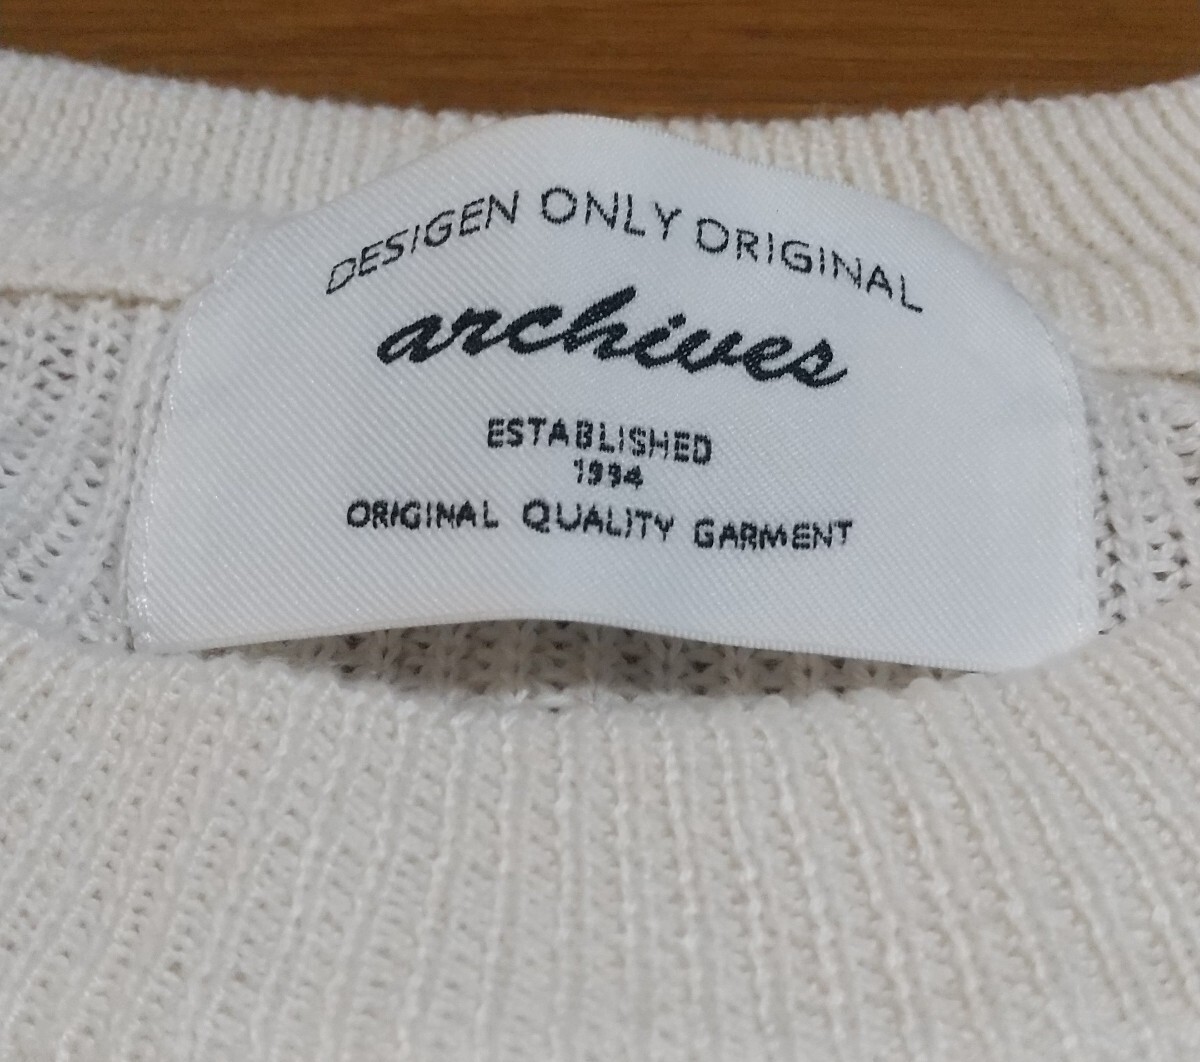 DESIGEN ONLY ORIGINAL
archives
ESTABLISHED
1994
ORIGINAL QUALITY GARMENT